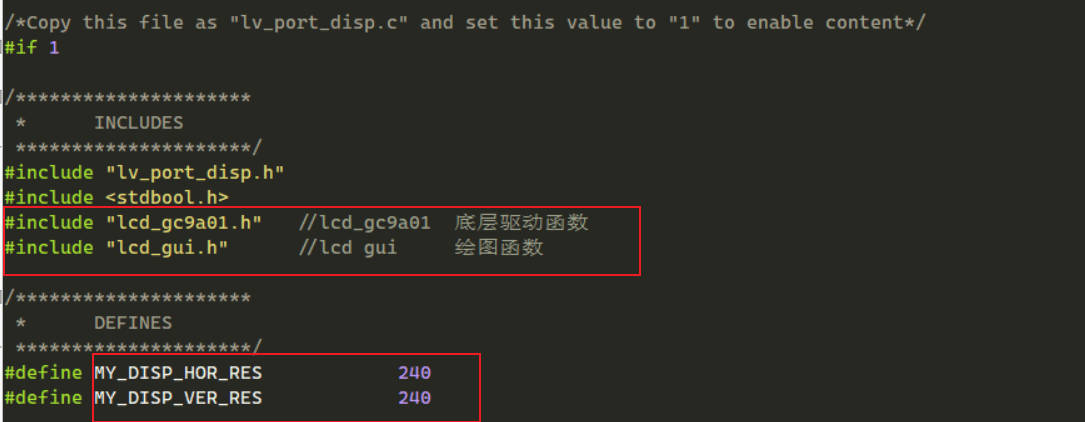 /*Copy this file as "lv_port_disp.c" and set this value to "1" to enable content*/
#if 1
/*********************
 *      INCLUDES
 *********************/
#include "lv_port_disp.h"
#include <stdbool.h>
#include "lcd_gc9a01.h"   //lcd_gc9a01  底层驱动函数
#include "lcd_gui.h"      //lcd gui     绘图函数
/*********************
 *      DEFINES
 *********************/
#define MY_DISP_HOR_RES            240
#define MY_DISP_VER_RES            240